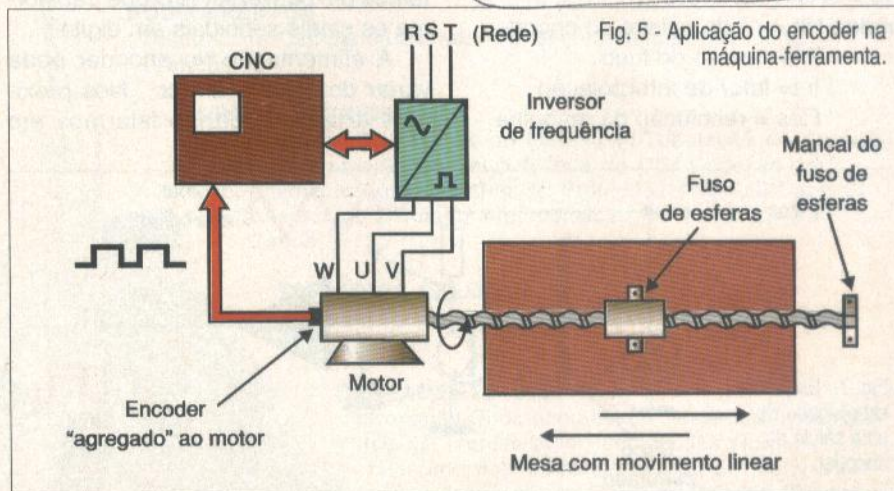 R S T
(Rede)
Fig. 5 - Aplicação do encoder na
máquina-ferramenta.
CNC
Inversor
de frequência
Mancal do
fuso de
esferas
Fuso
de esferas
W U V
Motor
Encoder
"agregado" ao motor
Mesa com movimento linear